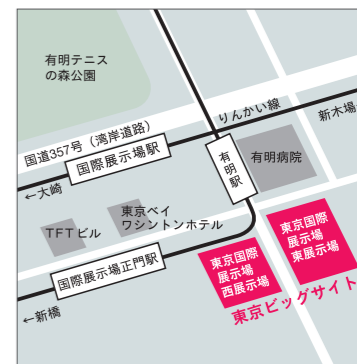 有明テニス
の森公園
国道357号（湾岸道路）
りんかい線
新木場→
国際展示場駅
←大崎
有明駅
有明病院
東京ベイ
ワシントンホテル
TFTビル
国際展示場正門駅
←新橋
東京国際
展示場
西展示場
東京国際
展示場
東展示場
東京ビッグサイト